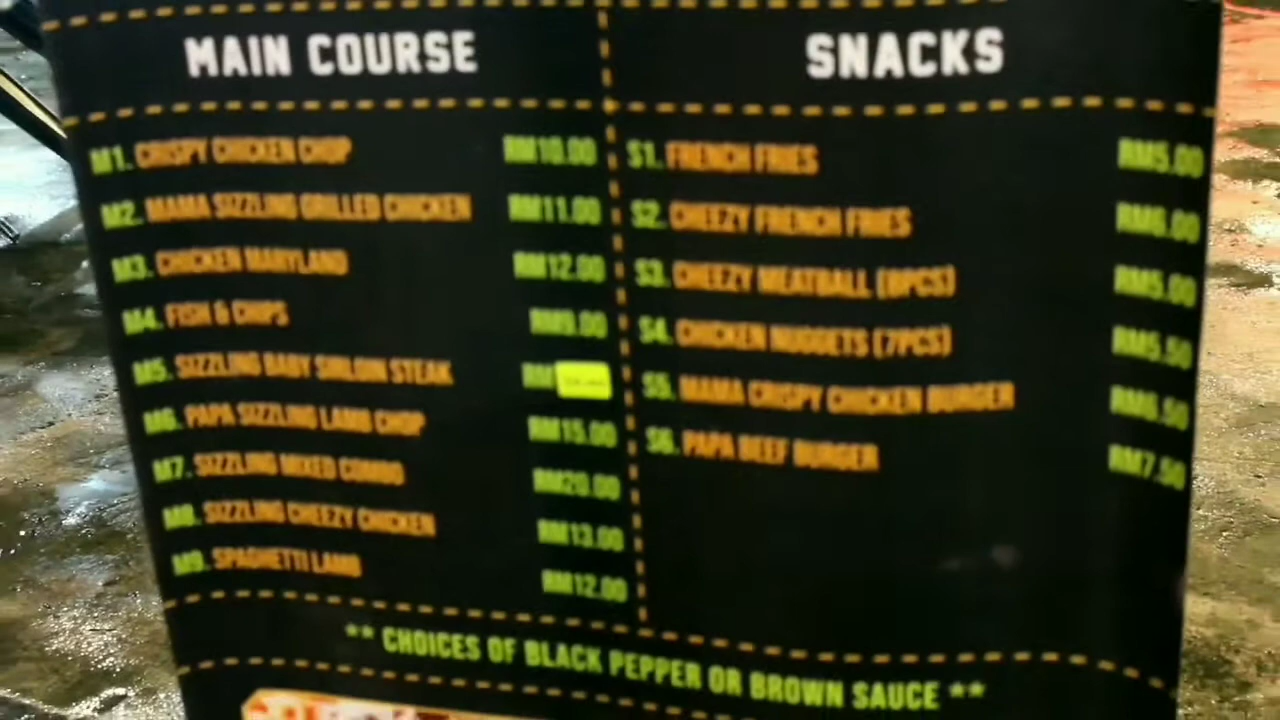 MAIN COURSE
M1. CRISPY CHICKEN CHOP RM10.00
M2. MAMA SIZZLING GRILLED CHICKEN RM11.00
M3. CHICKEN MARYLAND RM12.00
M4. FISH & CHIPS RM9.00
M5. SIZZLING BABY SIRLOIN STEAK RM
M6. PAPA SIZZLING LAMB CHOP RM15.00
M7. SIZZLING MIXED COMBO RM20.00
M8. SIZZLING CHEEZY CHICKEN RM13.00
M9. SPAGHETTI LAMB RM12.00
SNACKS
S1. FRENCH FRIES RM5.00
S2. CHEEZY FRENCH FRIES RM6.00
S3. CHEEZY MEATBALL RM5.00
S4. CHICKEN NUGGETS (7PCS) RM5.50
S5. MAMA CRISPY CHICKEN BURGER RM6.50
S6. PAPA BEEF BURGER RM7.50
** CHOICES OF BLACK PEPPER OR BROWN SAUCE **